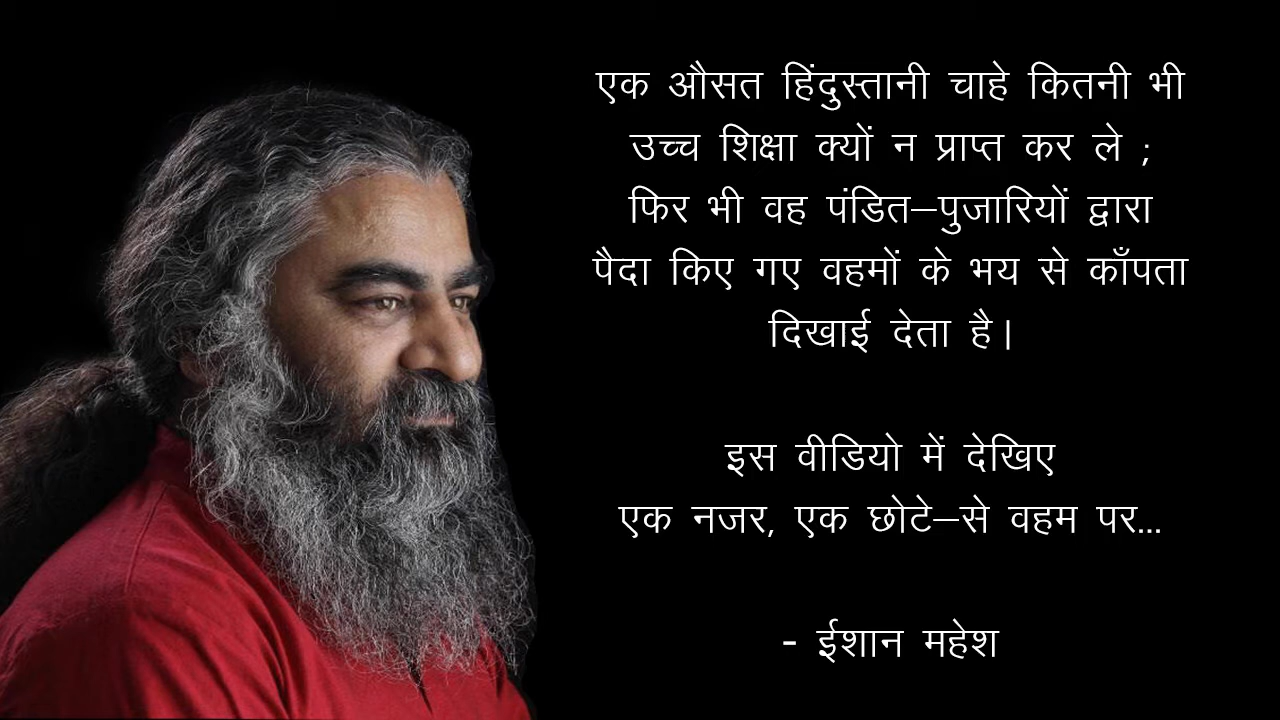 एक औसत हिंदुस्तानी चाहे कितनी भी
उच्च शिक्षा क्यों न प्राप्त कर ले ;
फिर भी वह पंडित–पुजारियों द्वारा
पैदा किए गए वहमों के भय से काँपता
दिखाई देता है।
इस वीडियो में देखिए
एक नजर, एक छोटे–से वहम पर...
- ईशान महेश